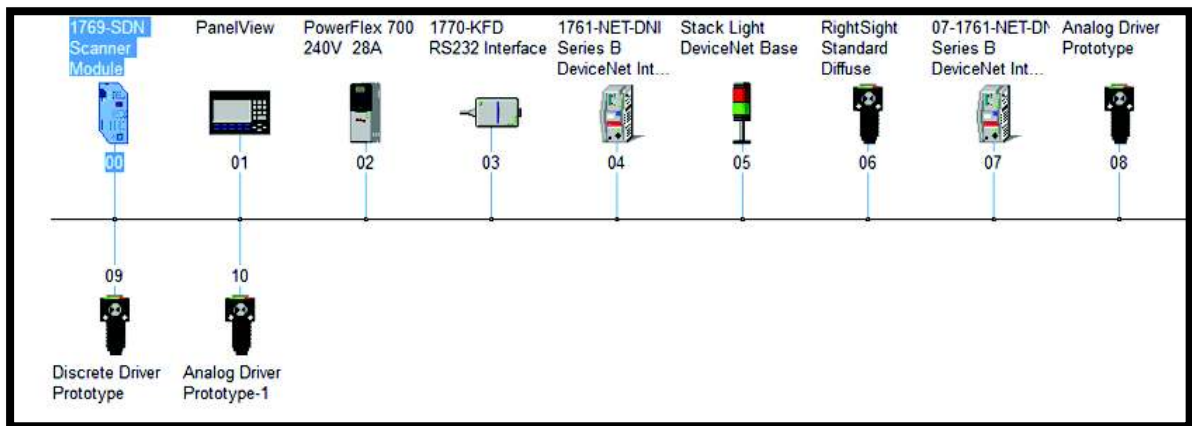 1769-SDN
Scanner
Module
00
PanelView
01
PowerFlex 700
240V 28A
02
1770-KFD
RS232 Interface
03
1761-NET-DNI
Series B
DeviceNet Int...
04
Stack Light
DeviceNet Base
05
RightSight
Standard
Diffuse
06
07-1761-NET-DN
Series B
DeviceNet Int...
07
Analog Driver
Prototype
08
09
Discrete Driver
Prototype
10
Analog Driver
Prototype-1